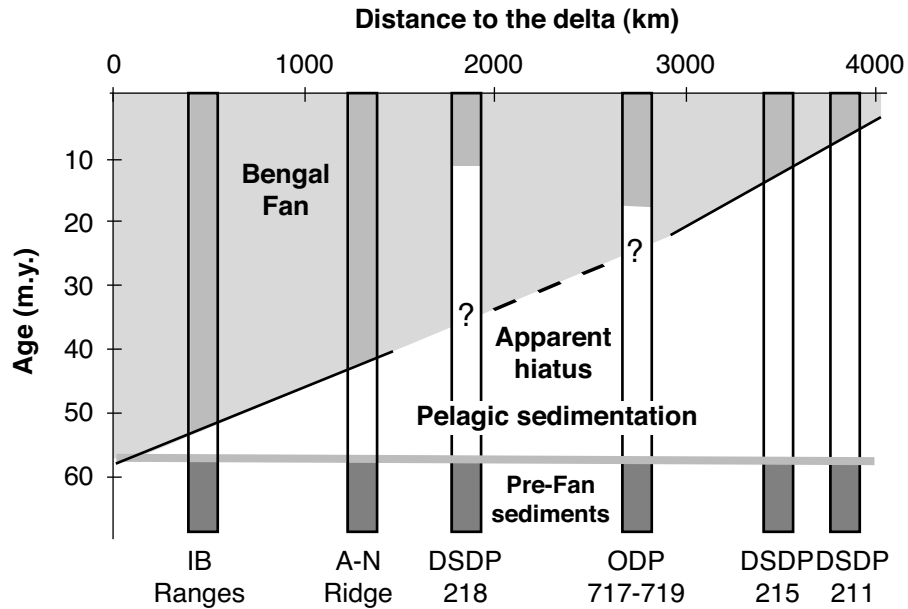 Distance to the delta (km)
0 1000 2000 3000 4000
10
20
30
40
50
60
Age (m.y.)
Bengal
Fan
?
?
Apparent
hiatus
Pelagic sedimentation
Pre-Fan
sediments
IB
Ranges
A-N
Ridge
DSDP
218
ODP
717-719
DSDP
215
DSDP
211